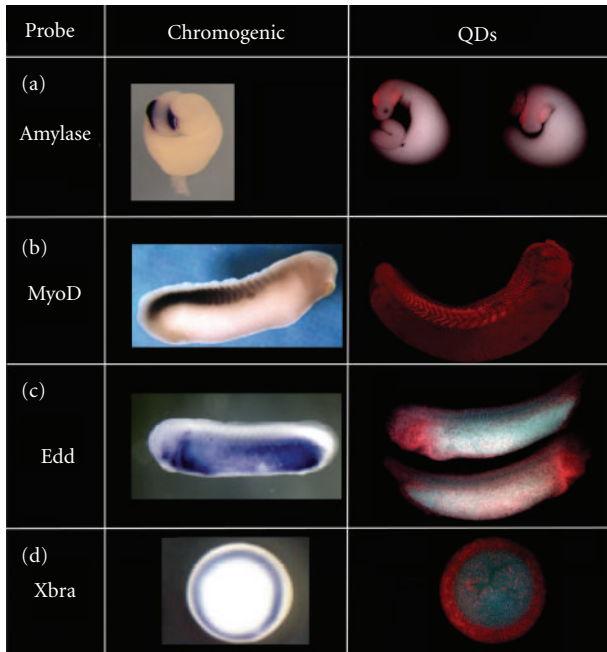 Probe Chromogenic QDs
(a)
Amylase
(b)
MyoD
(c)
Edd
(d)
Xbra